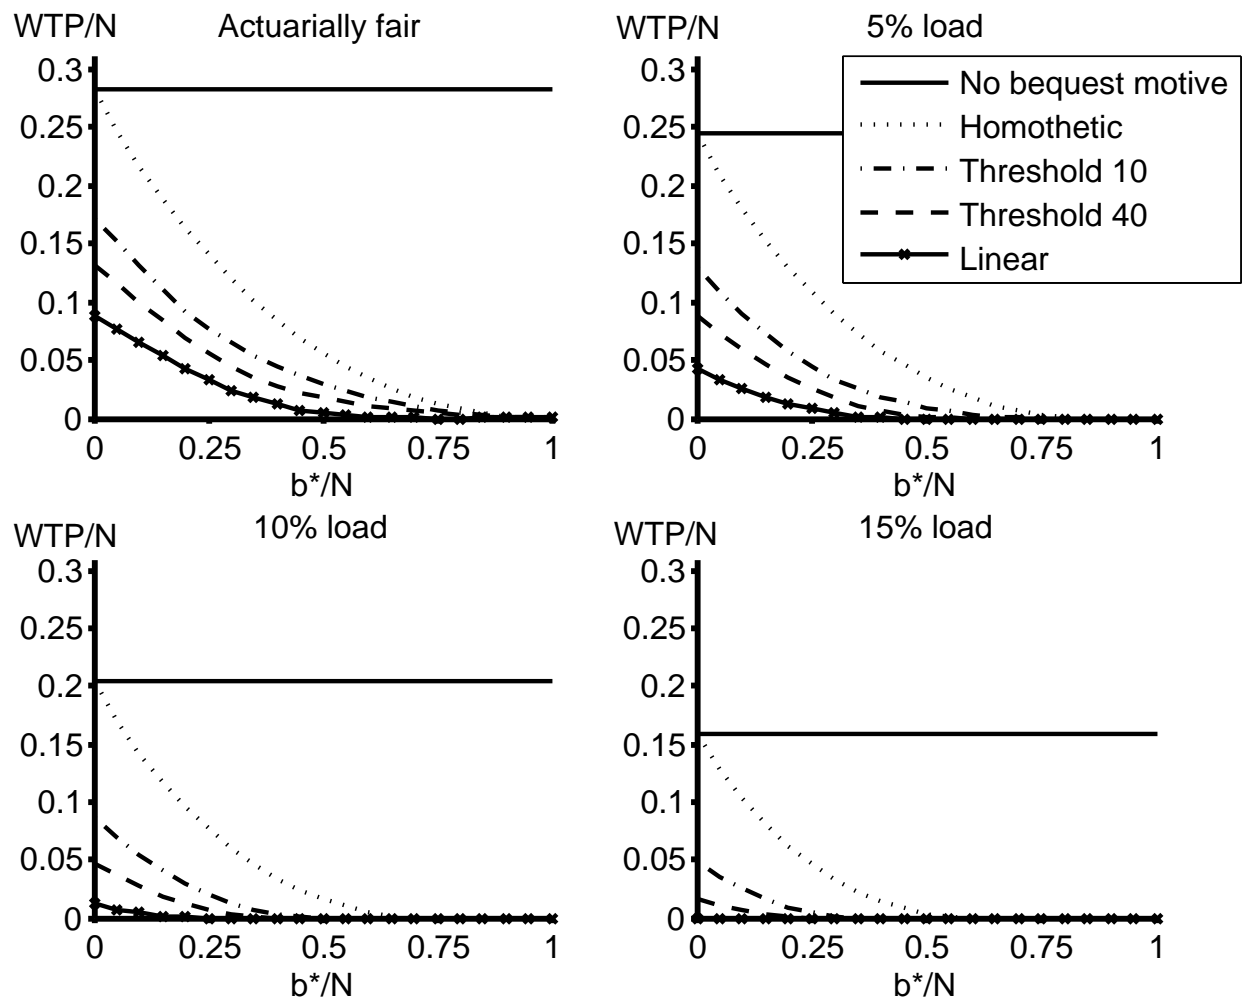 WTP/N
Actuarially fair
0.3
0.25
0.2
0.15
0.1
0.05
0
0 0.25 0.5 0.75 1
b*/N
WTP/N
5% load
0.3
0.25
0.2
0.15
0.1
0.05
0
0 0.25 0.5 0.75 1
b*/N
No bequest motive
Homothetic
Threshold 10
Threshold 40
Linear
WTP/N
10% load
0.3
0.25
0.2
0.15
0.1
0.05
0
0 0.25 0.5 0.75 1
b*/N
WTP/N
15% load
0.3
0.25
0.2
0.15
0.1
0.05
0
0 0.25 0.5 0.75 1
b*/N